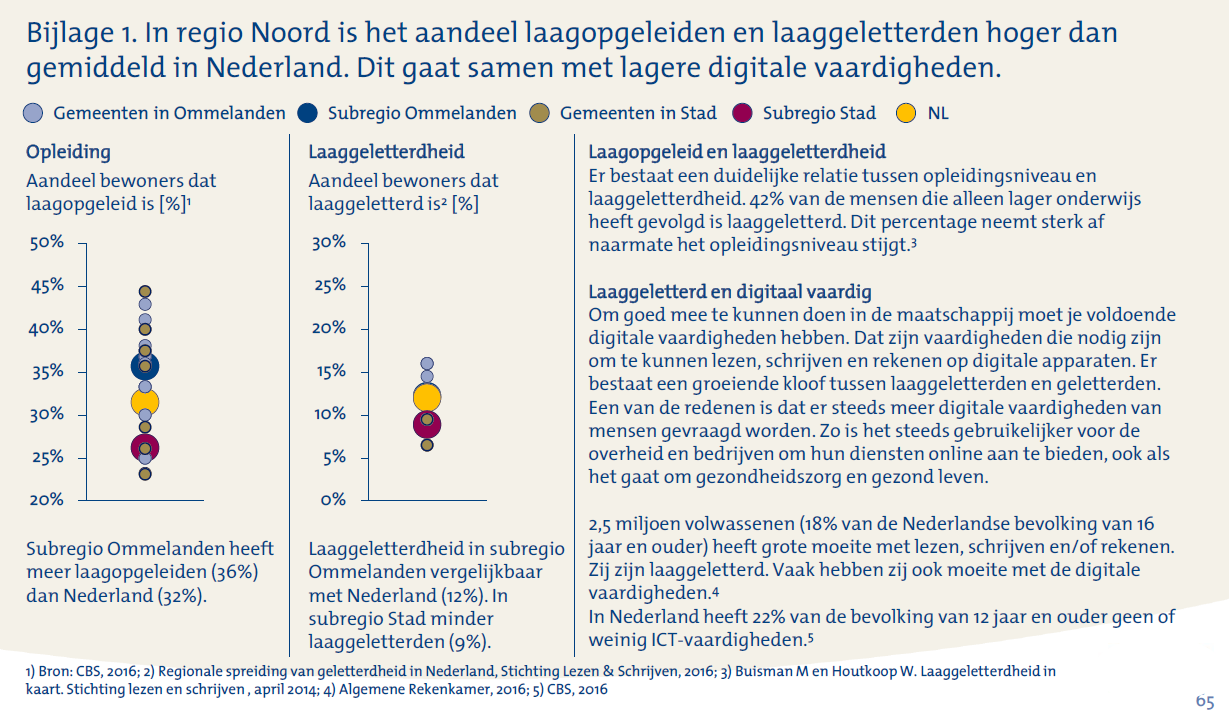 Bijlage 1. In regio Noord is het aandeel laagopgeleiden en laaggeletterden hoger dan
gemiddeld in Nederland. Dit gaat samen met lagere digitale vaardigheden.
Gemeenten in Ommelanden Subregio Ommelanden Gemeenten in Stad Subregio Stad NL
Opleiding
Aandeel bewoners dat
laagopgeleid is [%]¹
50%
45%
40%
35%
30%
25%
20%
Subregio Ommelanden heeft
meer laagopgeleiden (36%)
dan Nederland (32%).
Laaggeletterdheid
Aandeel bewoners dat
laaggeletterd is² [%]
30%
25%
20%
15%
10%
5%
0%
Laaggeletterdheid in subregio
Ommelanden vergelijkbaar
met Nederland (12%). In
subregio Stad minder
laaggeletterden (9%).
Laagopgeleid en laaggeletterdheid
Er bestaat een duidelijke relatie tussen opleidingsniveau en
laaggeletterdheid. 42% van de mensen die alleen lager onderwijs
heeft gevolgd is laaggeletterd. Dit percentage neemt sterk af
naarmate het opleidingsniveau stijgt.³
Laaggeletterd en digitaal vaardig
Om goed mee te kunnen doen in de maatschappij moet je voldoende
digitale vaardigheden hebben. Dat zijn vaardigheden die nodig zijn
om te kunnen lezen, schrijven en rekenen op digitale apparaten. Er
bestaat een groeiende kloof tussen laaggeletterden en geletterden.
Een van de redenen is dat er steeds meer digitale vaardigheden van
mensen gevraagd worden. Zo is het steeds gebruikelijker voor de
overheid en bedrijven om hun diensten online aan te bieden, ook als
het gaat om gezondheidszorg en gezond leven.
2,5 miljoen volwassenen (18% van de Nederlandse bevolking van 16
jaar en ouder) heeft grote moeite met lezen, schrijven en/of rekenen.
Zij zijn laaggeletterd. Vaak hebben zij ook moeite met de digitale
vaardigheden.⁴
In Nederland heeft 22% van de bevolking van 12 jaar en ouder geen of
weinig ICT-vaardigheden.⁵
1) Bron: CBS, 2016; 2) Regionale spreiding van geletterdheid in Nederland, Stichting Lezen & Schrijven, 2016; 3) Buisman M en Houtkoop W. Laaggeletterdheid in
kaart. Stichting lezen en schrijven , april 2014; 4) Algemene Rekenkamer, 2016; 5) CBS, 2016
65